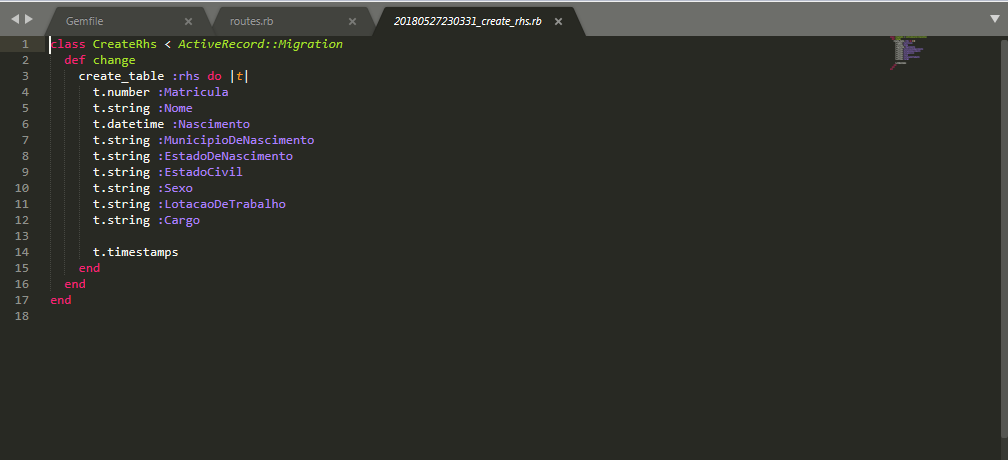 Gemfile × routes.rb × 20180527230331_create_rhs.rb ×
1 class CreateRhs < ActiveRecord::Migration
2   def change
3     create_table :rhs do |t|
4       t.number :Matricula
5       t.string :Nome
6       t.datetime :Nascimento
7       t.string :MunicipioDeNascimento
8       t.string :EstadoDeNascimento
9       t.string :EstadoCivil
10       t.string :Sexo
11       t.string :LotacaoDeTrabalho
12       t.string :Cargo
13
14       t.timestamps
15     end
16   end
17 end
18